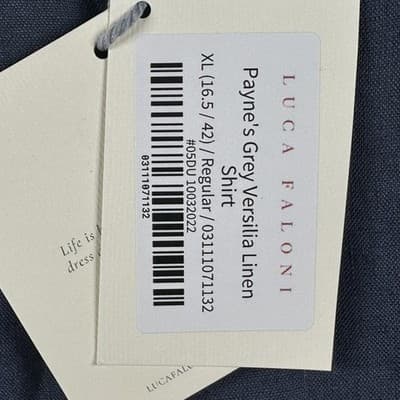 LUCA FALONI
Payne's Grey Versilia Linen
Shirt
XL (16.5 / 42) / Regular / 03111071132
#05DU 10032022
03111071132
Life is
dress
LUCAFALO